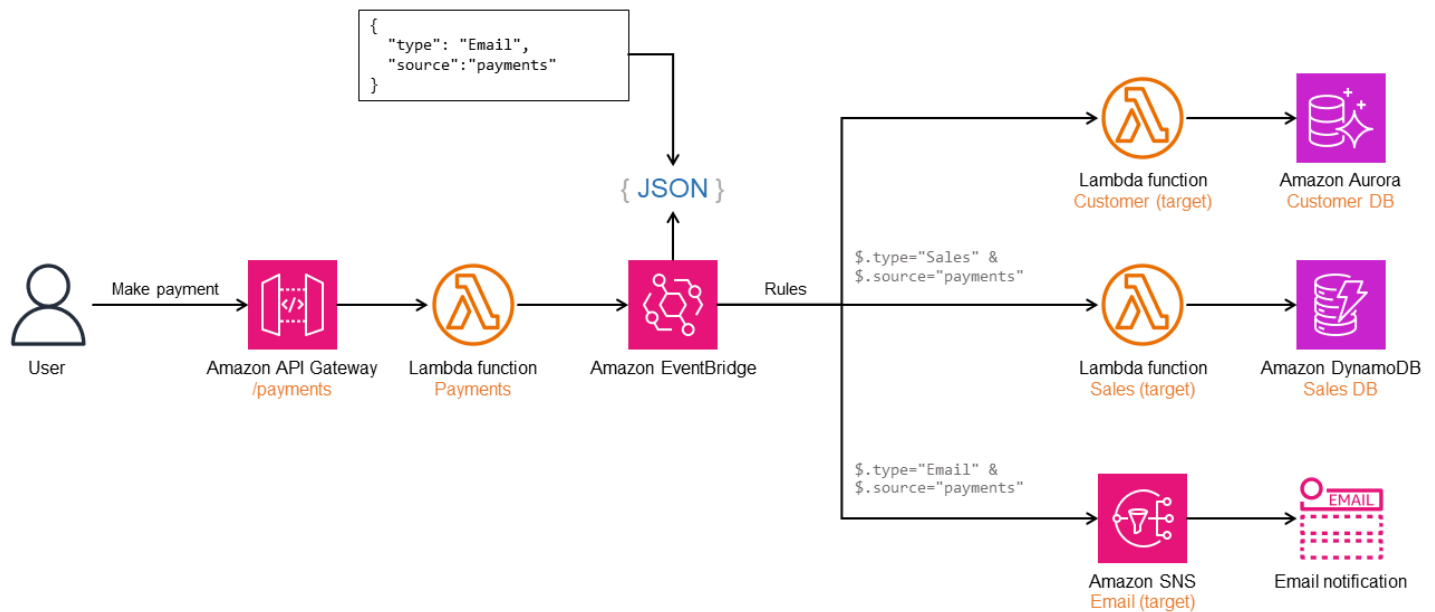 {
"type": "Email",
"source":"payments"
}
{ JSON }
Lambda function
Customer (target)
Amazon Aurora
Customer DB
Make payment
Rules
$.type="Sales" &
$.source="payments"
User
Amazon API Gateway
/payments
Lambda function
Payments
Amazon EventBridge
Lambda function
Sales (target)
Amazon DynamoDB
Sales DB
$.type="Email" &
$.source="payments"
EMAIL
Amazon SNS
Email (target)
Email notification